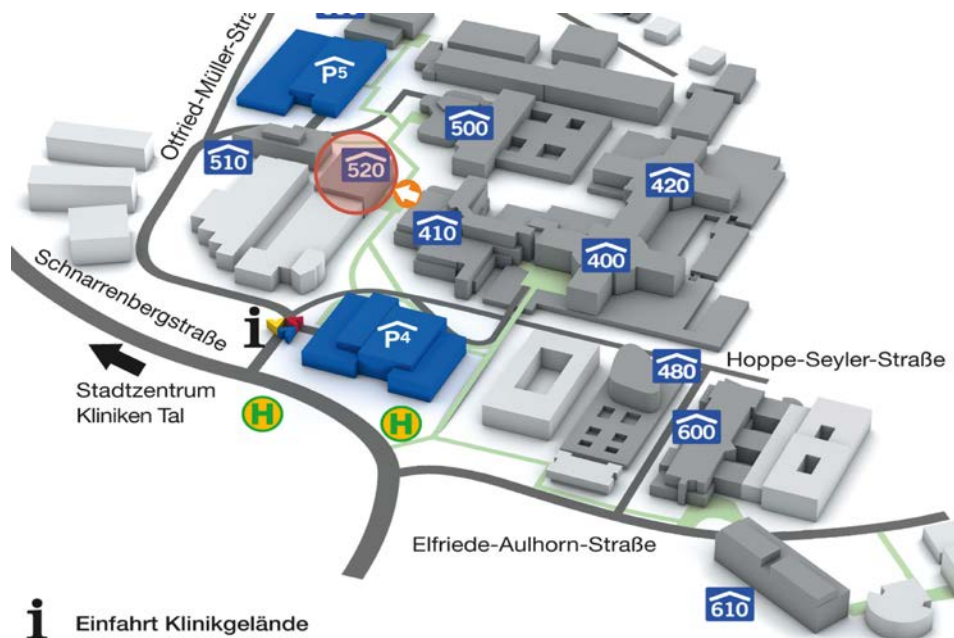 Otfried-Müller-Stra
P5
500
510
520
420
410
400
Schnarrenbergstraße
i
P4
Hoppe-Seyler-Straße
480
Stadtzentrum
Kliniken Tal
H
H
600
Elfriede-Aulhorn-Straße
610
i Einfahrt Klinikgelände